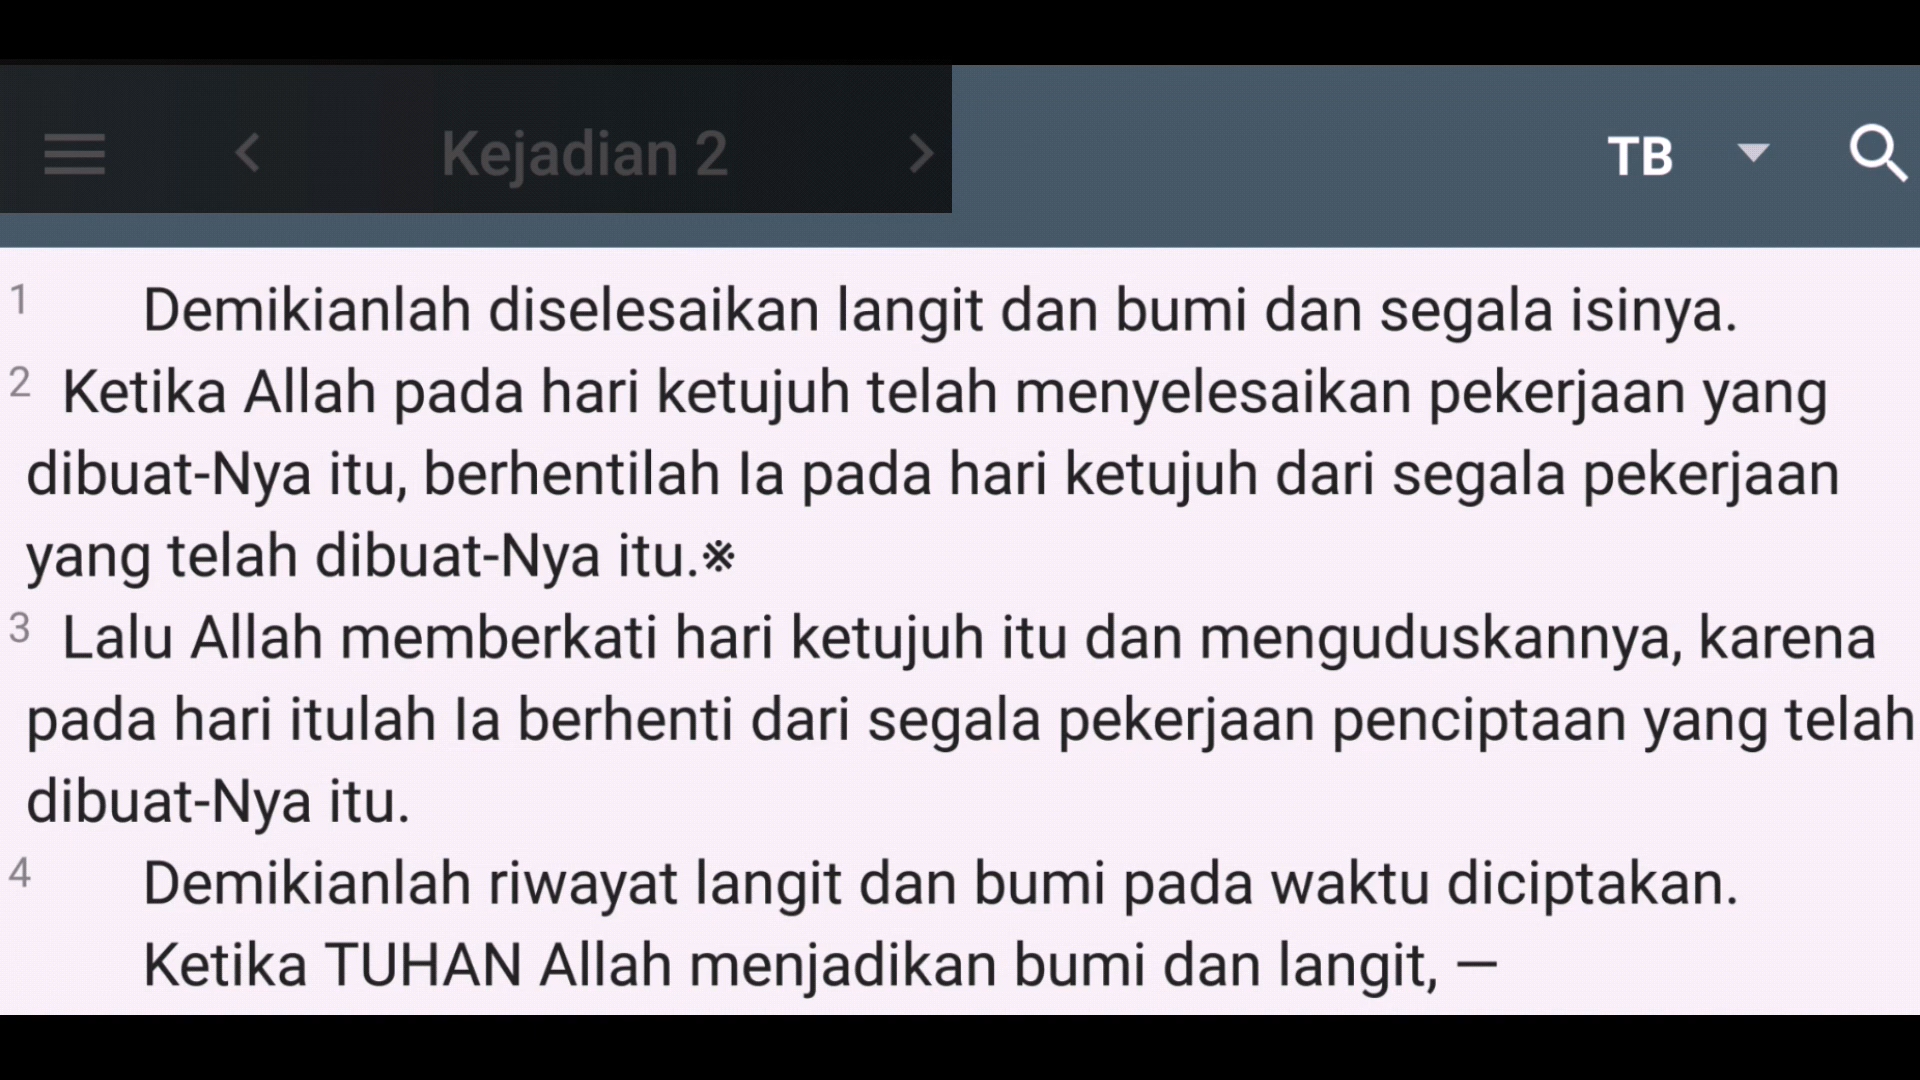 Kejadian 2
TB
1 Demikianlah diselesaikan langit dan bumi dan segala isinya.
2 Ketika Allah pada hari ketujuh telah menyelesaikan pekerjaan yang
dibuat-Nya itu, berhentilah Ia pada hari ketujuh dari segala pekerjaan
yang telah dibuat-Nya itu.※
3 Lalu Allah memberkati hari ketujuh itu dan menguduskannya, karena
pada hari itulah Ia berhenti dari segala pekerjaan penciptaan yang telah
dibuat-Nya itu.
4 Demikianlah riwayat langit dan bumi pada waktu diciptakan.
Ketika TUHAN Allah menjadikan bumi dan langit, —